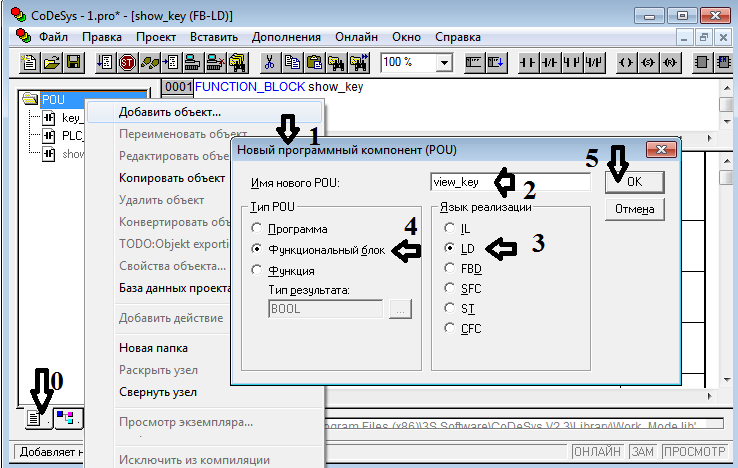 CoDeSys - 1.pro* - [show_key (FB-LD)]
Файл Правка Проект Вставить Дополнения Онлайн Окно Справка
100 %
POU
0001 FUNCTION_BLOCK show_key
key_
PLC_
show
Добавить объект...
Переименовать объект
Редактировать объе
Копировать объект
Удалить объект
Конвертировать объ
TODO:Objekt exporti
Свойства объекта...
База данных проекта
Добавить действие
Новая папка
Раскрыть узел
Свернуть узел
Просмотр экземпляра...
Исключить из компиляции
1
Новый программный компонент (POU)
5
Имя нового POU:
view_key
2
OK
Отмена
Тип POU
Программа
4
Функциональный блок
Функция
Тип результата:
BOOL
...
Язык реализации
IL
LD
3
FBD
SFC
ST
CFC
0
gram Files (x86)\3S Software\CoDeSys V2.3\Library\Work_Mode.lib'
Добавляет н
ОНЛАЙН ЗАМ ПРОСМОТР